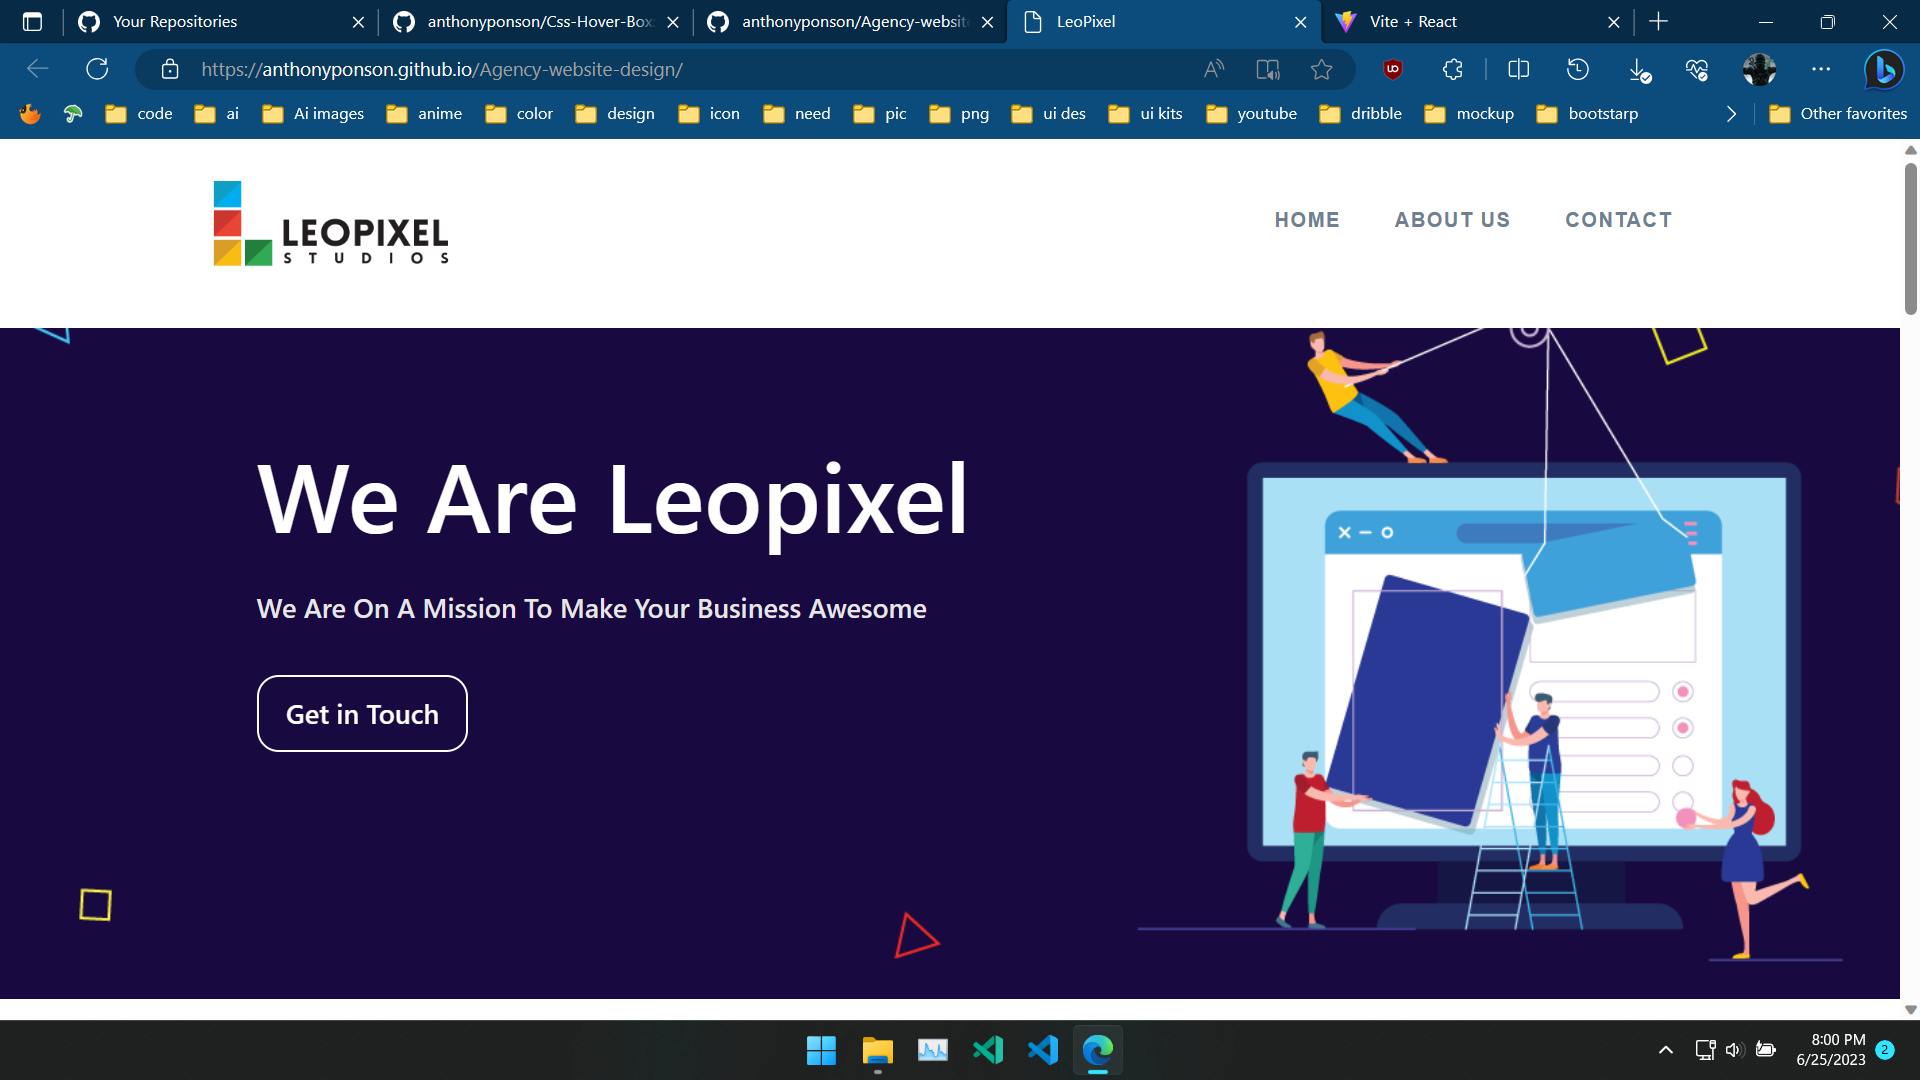 Your Repositories
anthonyponson/Css-Hover-Box
anthonyponson/Agency-website
LeoPixel
Vite + React
https://anthonyponson.github.io/Agency-website-design/
code
ai
Ai images
anime
color
design
icon
need
pic
png
ui des
ui kits
youtube
dribble
mockup
bootstarp
Other favorites
LEOPIXEL
STUDIOS
HOME
ABOUT US
CONTACT
We Are Leopixel
We Are On A Mission To Make Your Business Awesome
Get in Touch
8:00 PM
6/25/2023
2